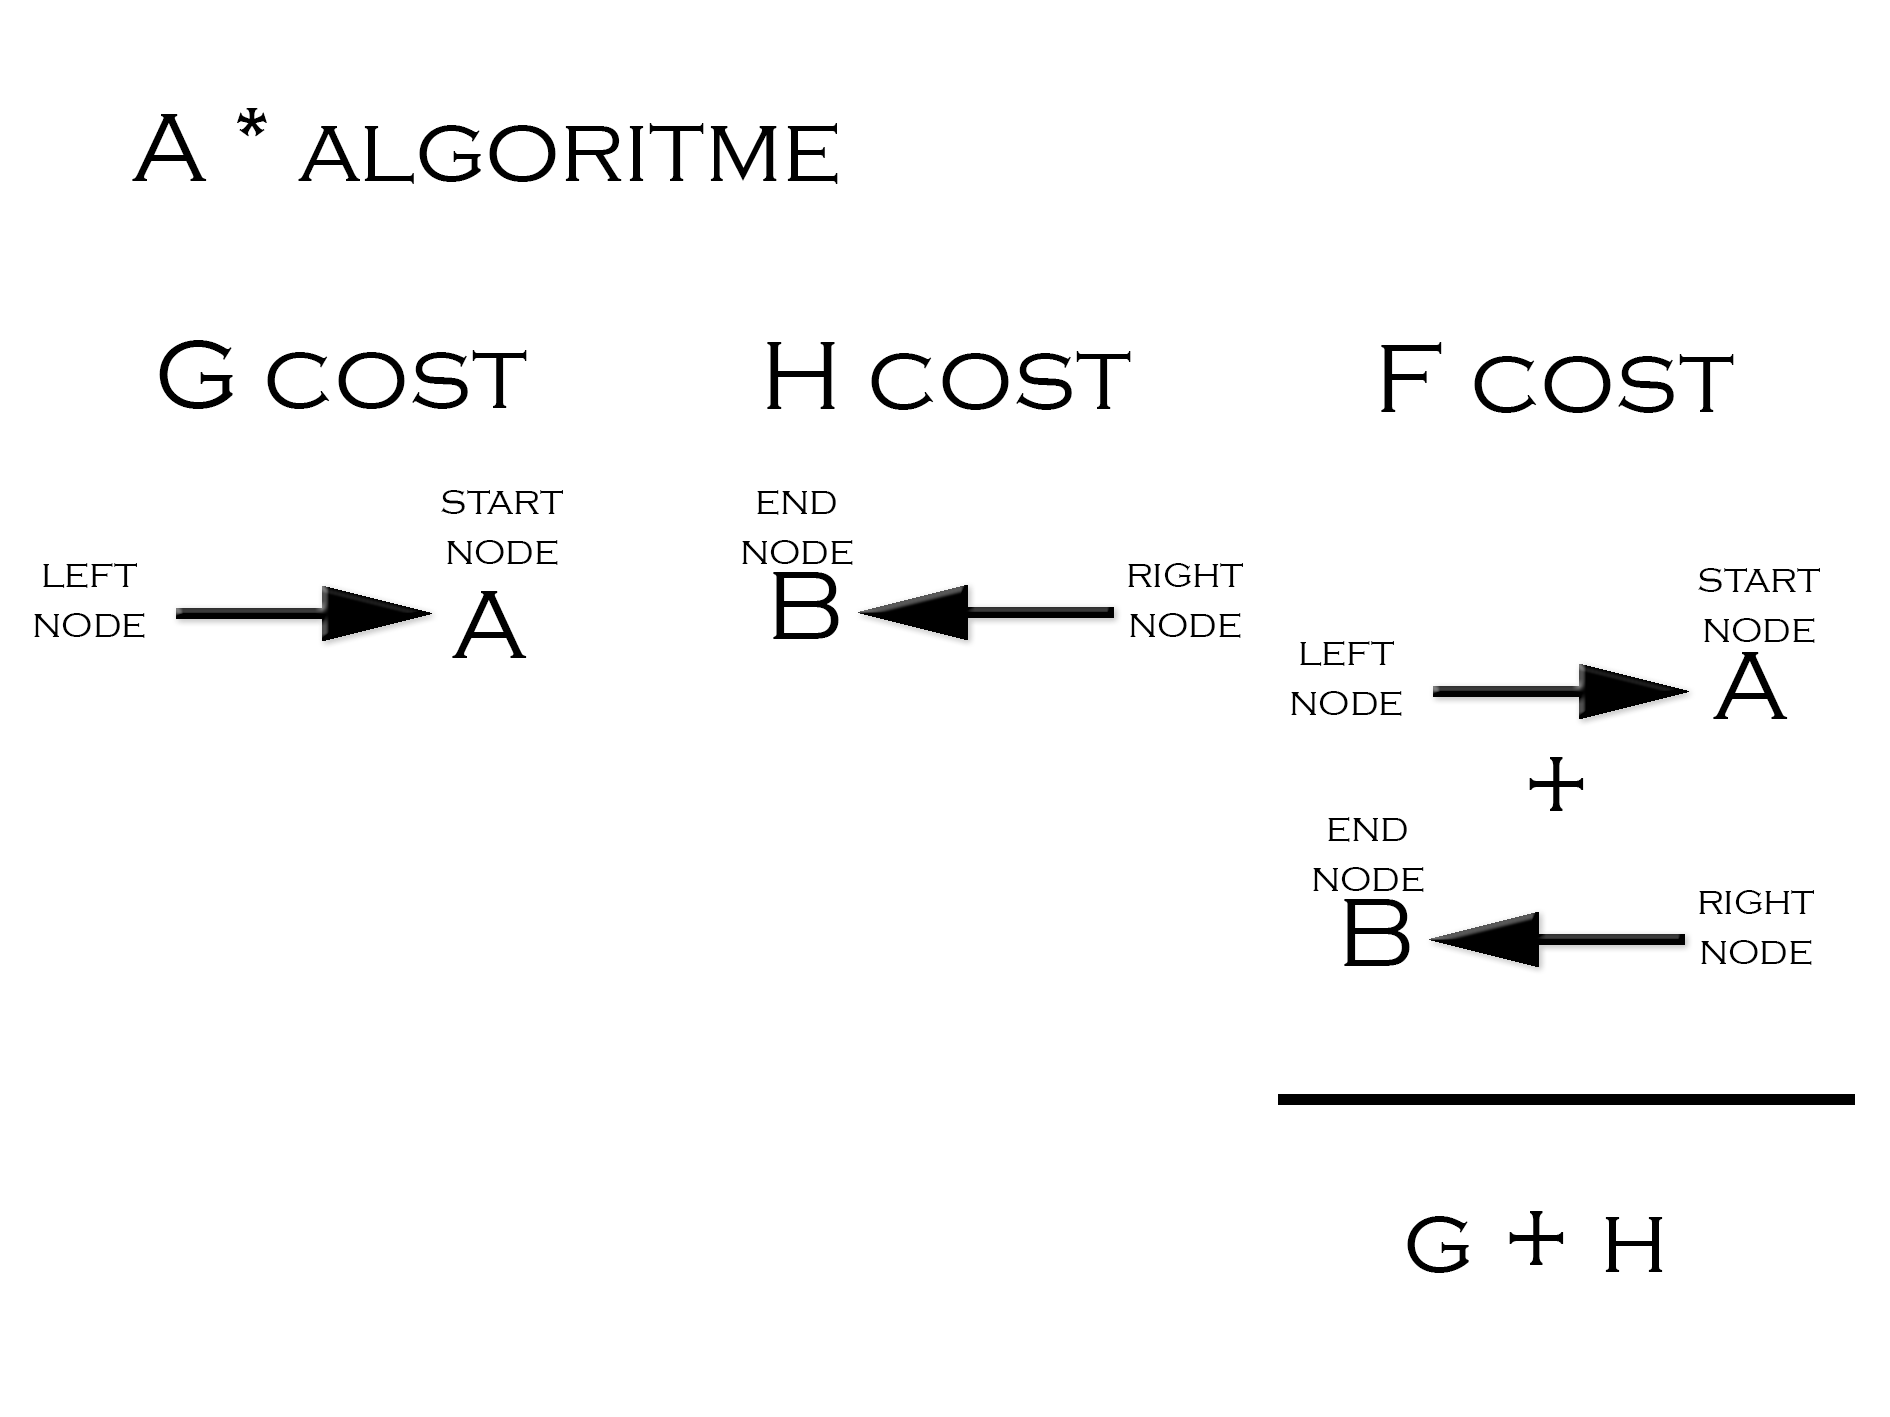 A * ALGORITME
G COST
LEFT
NODE
START
NODE
A
H COST
END
NODE
B
RIGHT
NODE
F COST
LEFT
NODE
START
NODE
A
+
END
NODE
B
RIGHT
NODE
G + H